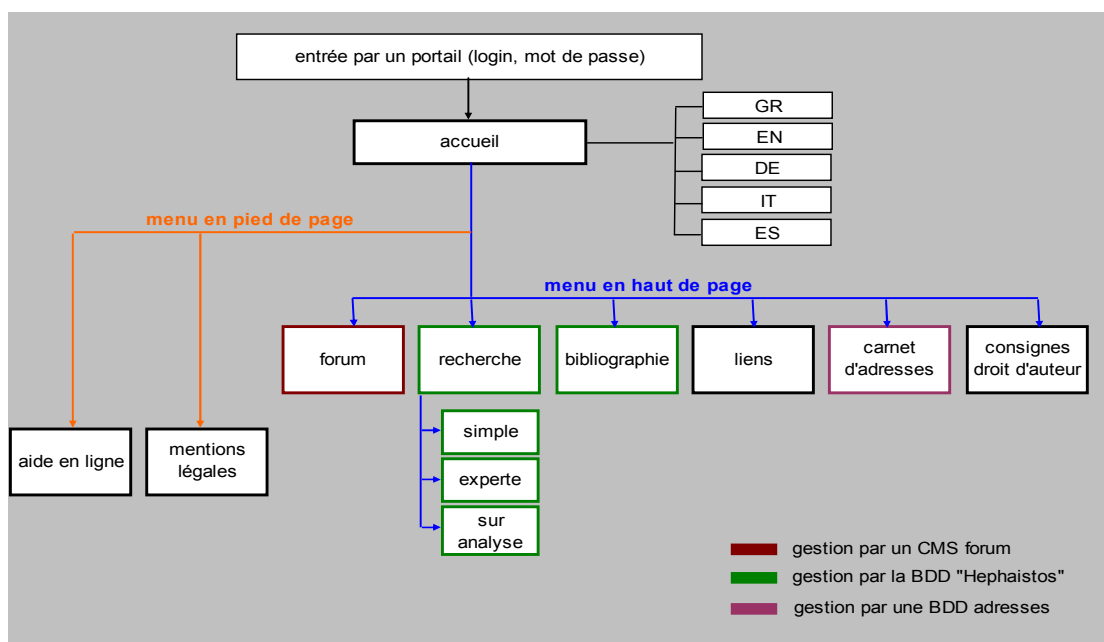 entrée par un portail (login, mot de passe)
GR
accueil
EN
DE
IT
ES
menu en pied de page
menu en haut de page
forum
recherche
bibliographie
liens
carnet
d'adresses
consignes
droit d'auteur
simple
aide en ligne
mentions
légales
experte
sur
analyse
gestion par un CMS forum
gestion par la BDD "Hephaistos"
gestion par une BDD adresses